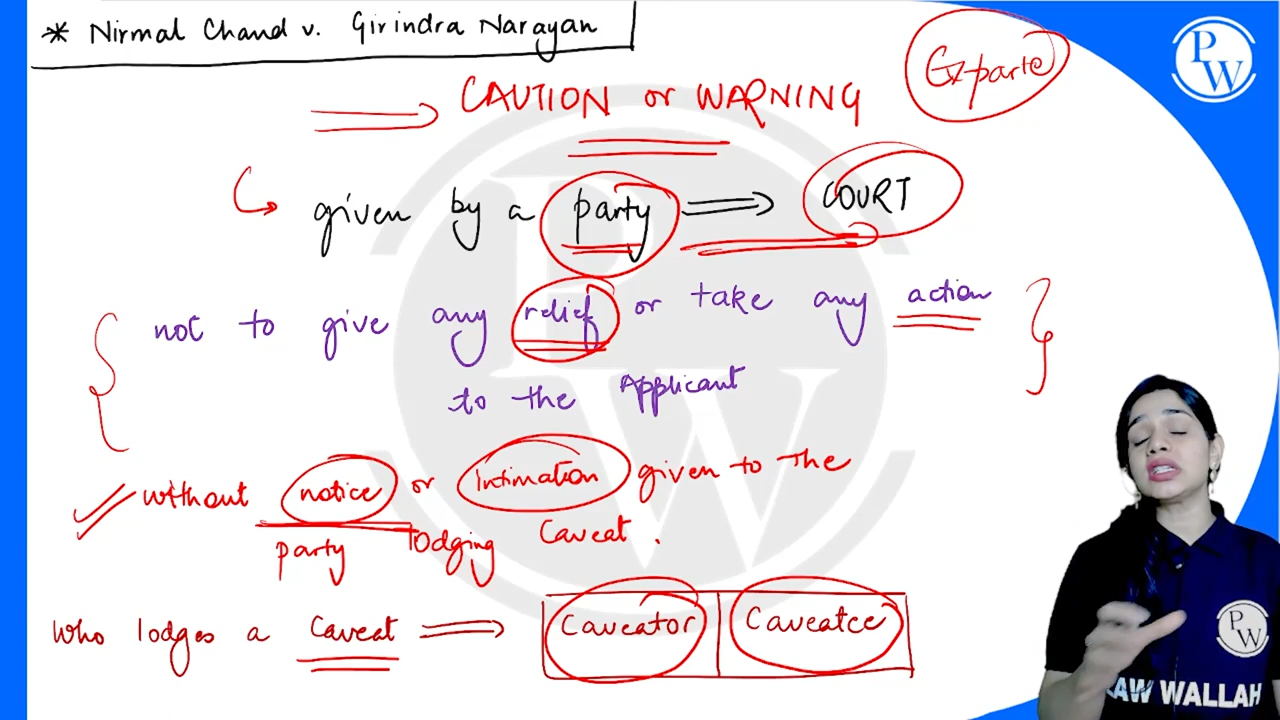 * Nirmal Chand v. Girindra Narayan
Ex-parte
PW
⟹ CAUTION or WARNING
given by a party ⟹ COURT
not to give any relief or take any action
to the Applicant
without notice or Intimation given to the
party lodging Caveat.
Who lodges a Caveat ⟹ Caveator Caveatee
PW
PW
AW WALLAH